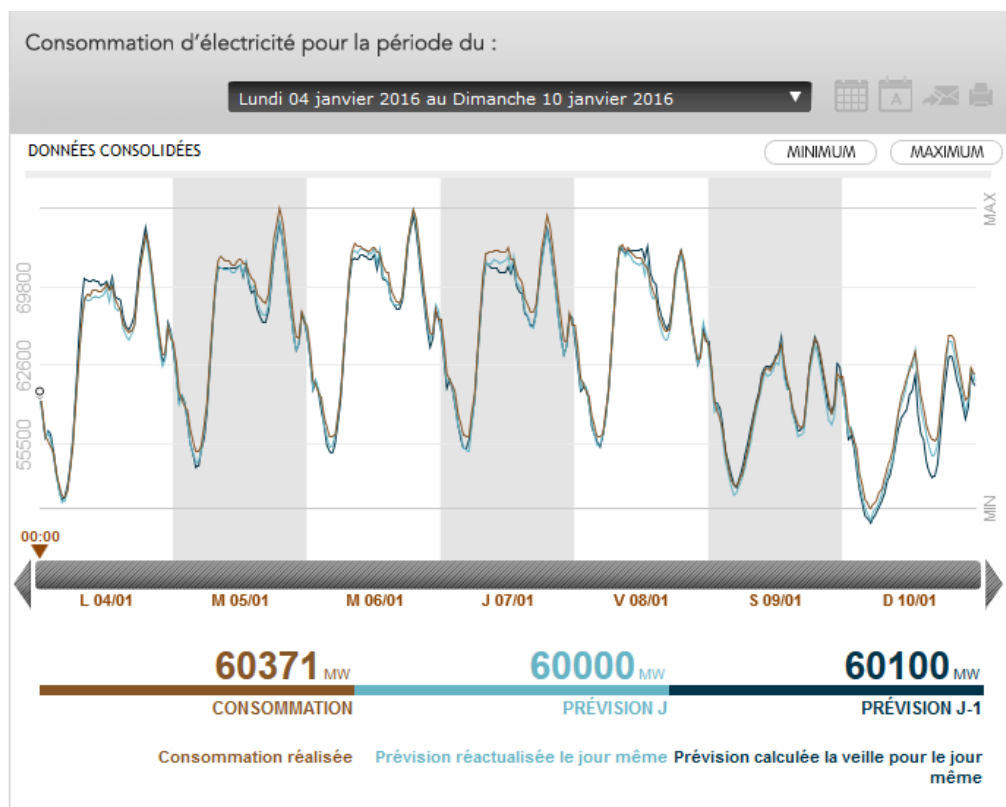 Consommation d'électricité pour la période du :
Lundi 04 janvier 2016 au Dimanche 10 janvier 2016
A
DONNÉES CONSOLIDÉES
MINIMUM
MAXIMUM
MAX
69800
62600
55500
MIN
00:00
L 04/01
M 05/01
M 06/01
J 07/01
V 08/01
S 09/01
D 10/01
60371 MW
60000 MW
60100 MW
CONSOMMATION
PRÉVISION J
PRÉVISION J-1
Consommation réalisée
Prévision réactualisée le jour même
Prévision calculée la veille pour le jour
même